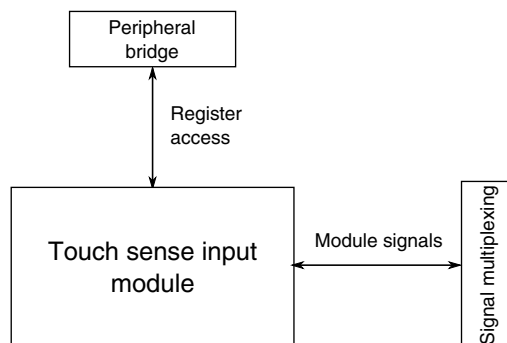 Peripheral
bridge
Register
access
Touch sense input
module
Module signals
Signal multiplexing